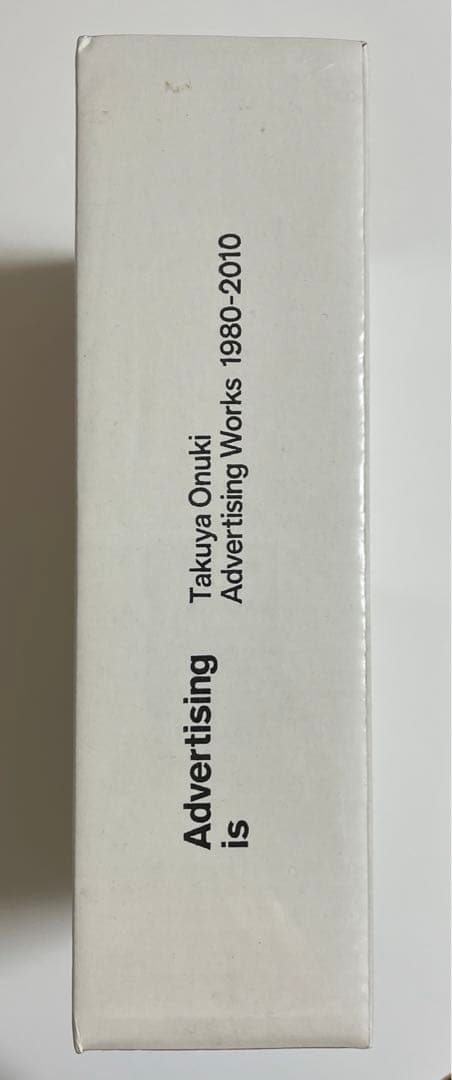 Advertising
is
Takuya Onuki
Advertising Works 1980-2010